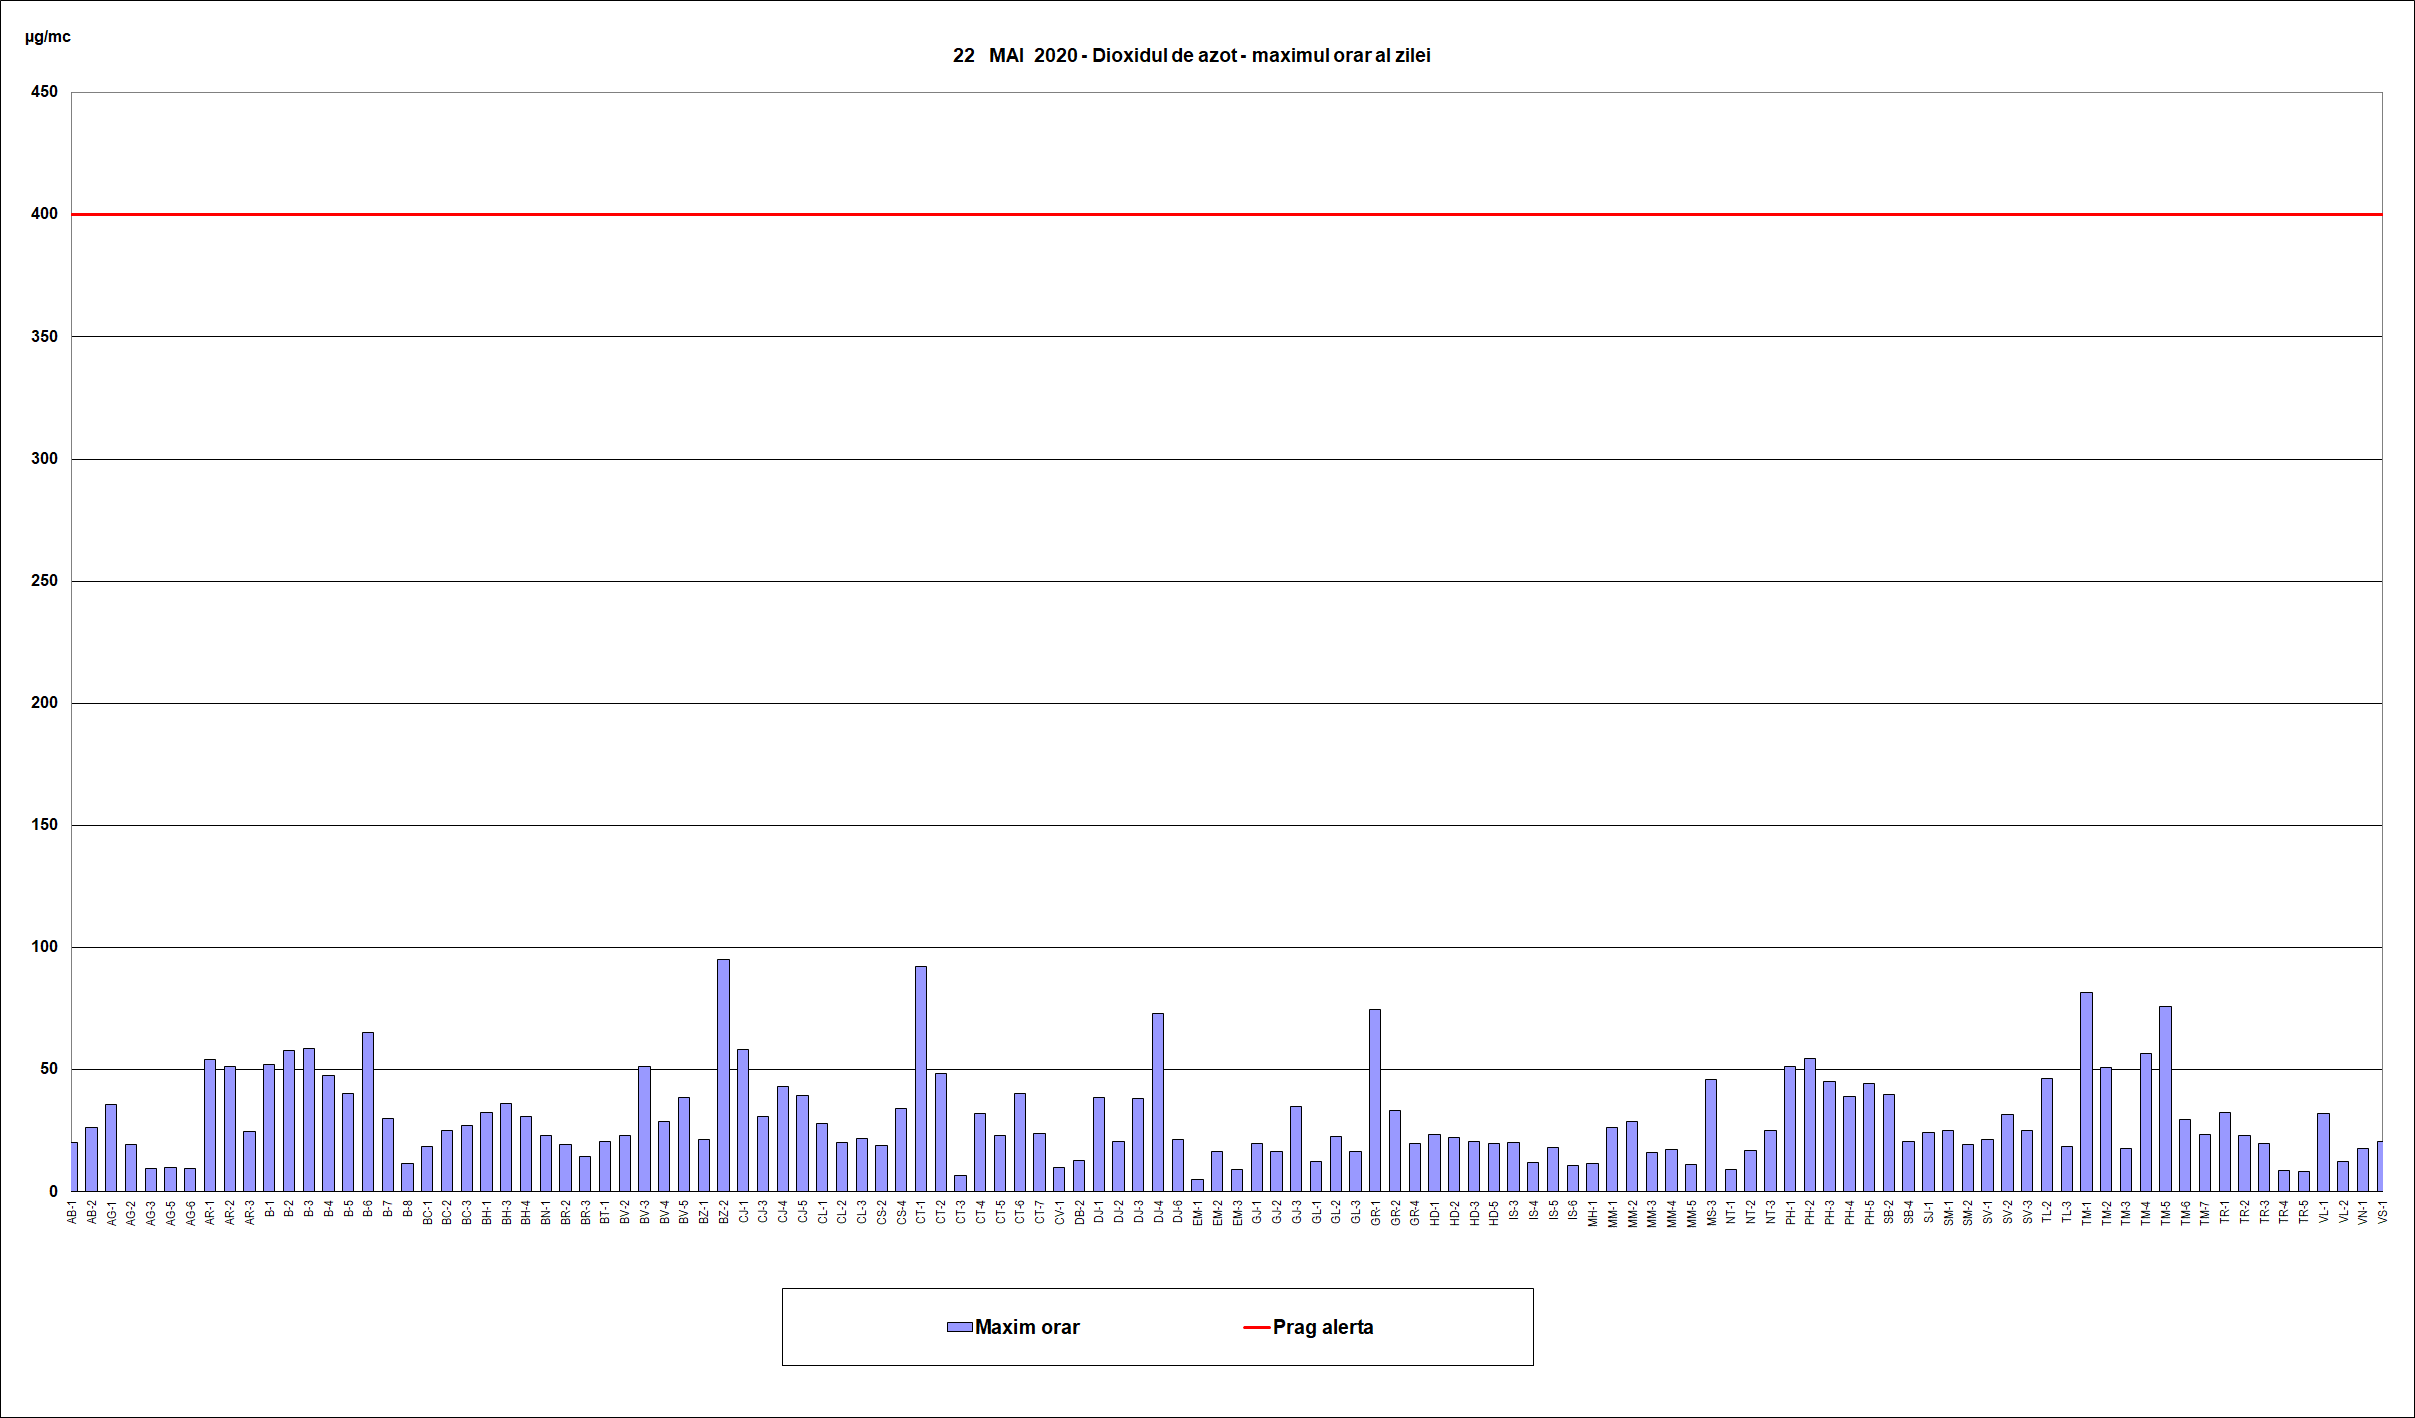 µg/mc
22 MAI 2020 - Dioxidul de azot - maximul orar al zilei
450
400
350
300
250
200
150
100
50
0
AB-1 AB-2 AG-1 AG-2 AG-3 AG-5 AG-6 AR-1 AR-2 AR-3 B-1 B-2 B-3 B-4 B-5 B-6 B-7 B-8 BC-1 BC-2 BC-3 BH-1 BH-3 BH-4 BN-1 BR-2 BR-3 BT-1 BV-2 BV-3 BV-4 BV-5 BZ-1 BZ-2 CJ-1 CJ-3 CJ-4 CJ-5 CL-1 CL-2 CL-3 CS-2 CS-4 CT-1 CT-2 CT-3 CT-4 CT-5 CT-6 CT-7 CV-1 DB-2 DJ-1 DJ-2 DJ-3 DJ-4 DJ-6 EM-1 EM-2 EM-3 GJ-1 GJ-2 GJ-3 GL-1 GL-2 GL-3 GR-1 GR-2 GR-4 HD-1 HD-2 HD-3 HD-5 IS-3 IS-4 IS-5 IS-6 MH-1 MM-1 MM-2 MM-3 MM-4 MM-5 MS-3 NT-1 NT-2 NT-3 PH-1 PH-2 PH-3 PH-4 PH-5 SB-2 SB-4 SJ-1 SM-1 SM-2 SV-1 SV-2 SV-3 TL-2 TL-3 TM-1 TM-2 TM-3 TM-4 TM-5 TM-6 TM-7 TR-1 TR-2 TR-3 TR-4 TR-5 VL-1 VL-2 VN-1 VS-1
Maxim orar
Prag alerta